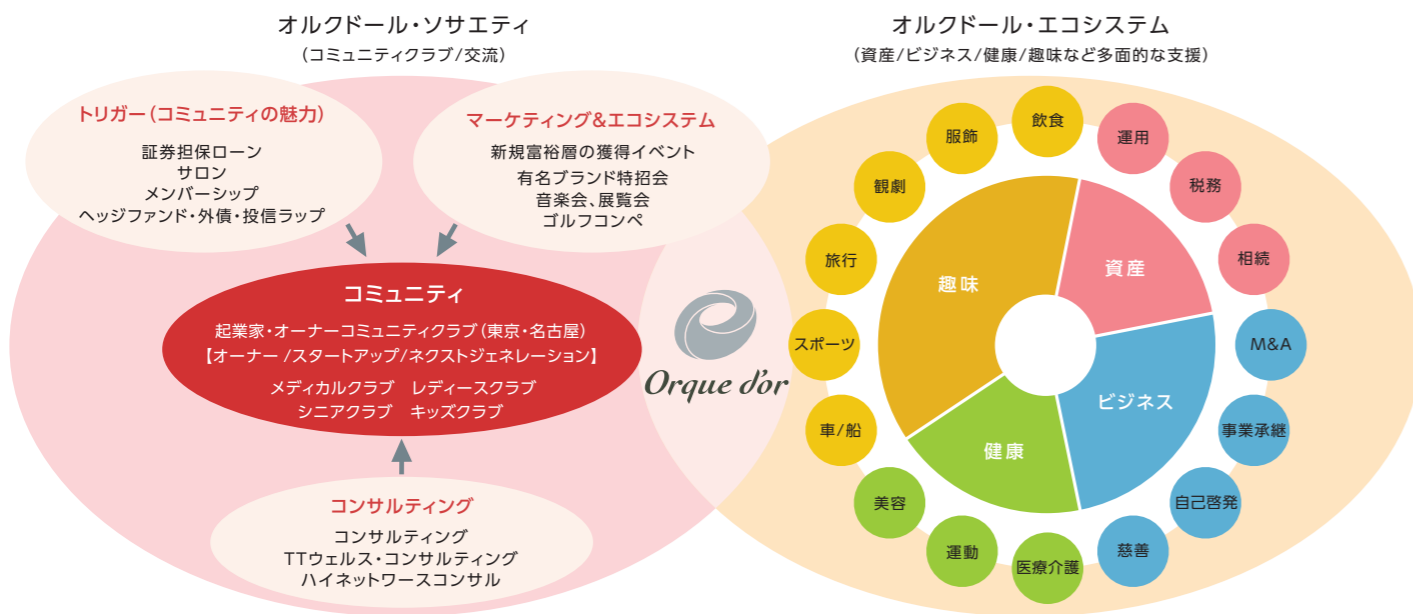 オルクドール・ソサエティ
（コミュニティクラブ/交流）
トリガー（コミュニティの魅力）
証券担保ローン
サロン
メンバーシップ
ヘッジファンド・外債・投信ラップ
マーケティング&エコシステム
新規富裕層の獲得イベント
有名ブランド特招会
音楽会、展覧会
ゴルフコンペ
コミュニティ
起業家・オーナーコミュニティクラブ（東京・名古屋）
【オーナー/スタートアップ/ネクストジェネレーション】
メディカルクラブ レディースクラブ
シニアクラブ キッズクラブ
コンサルティング
コンサルティング
TTウェルス・コンサルティング
ハイネットワースコンサル
Orque d'or
オルクドール・エコシステム
（資産/ビジネス/健康/趣味など多面的な支援）
飲食
運用
税務
相続
M&A
事業承継
自己啓発
慈善
医療介護
運動
美容
車/船
スポーツ
旅行
観劇
服飾
趣味
資産
ビジネス
健康